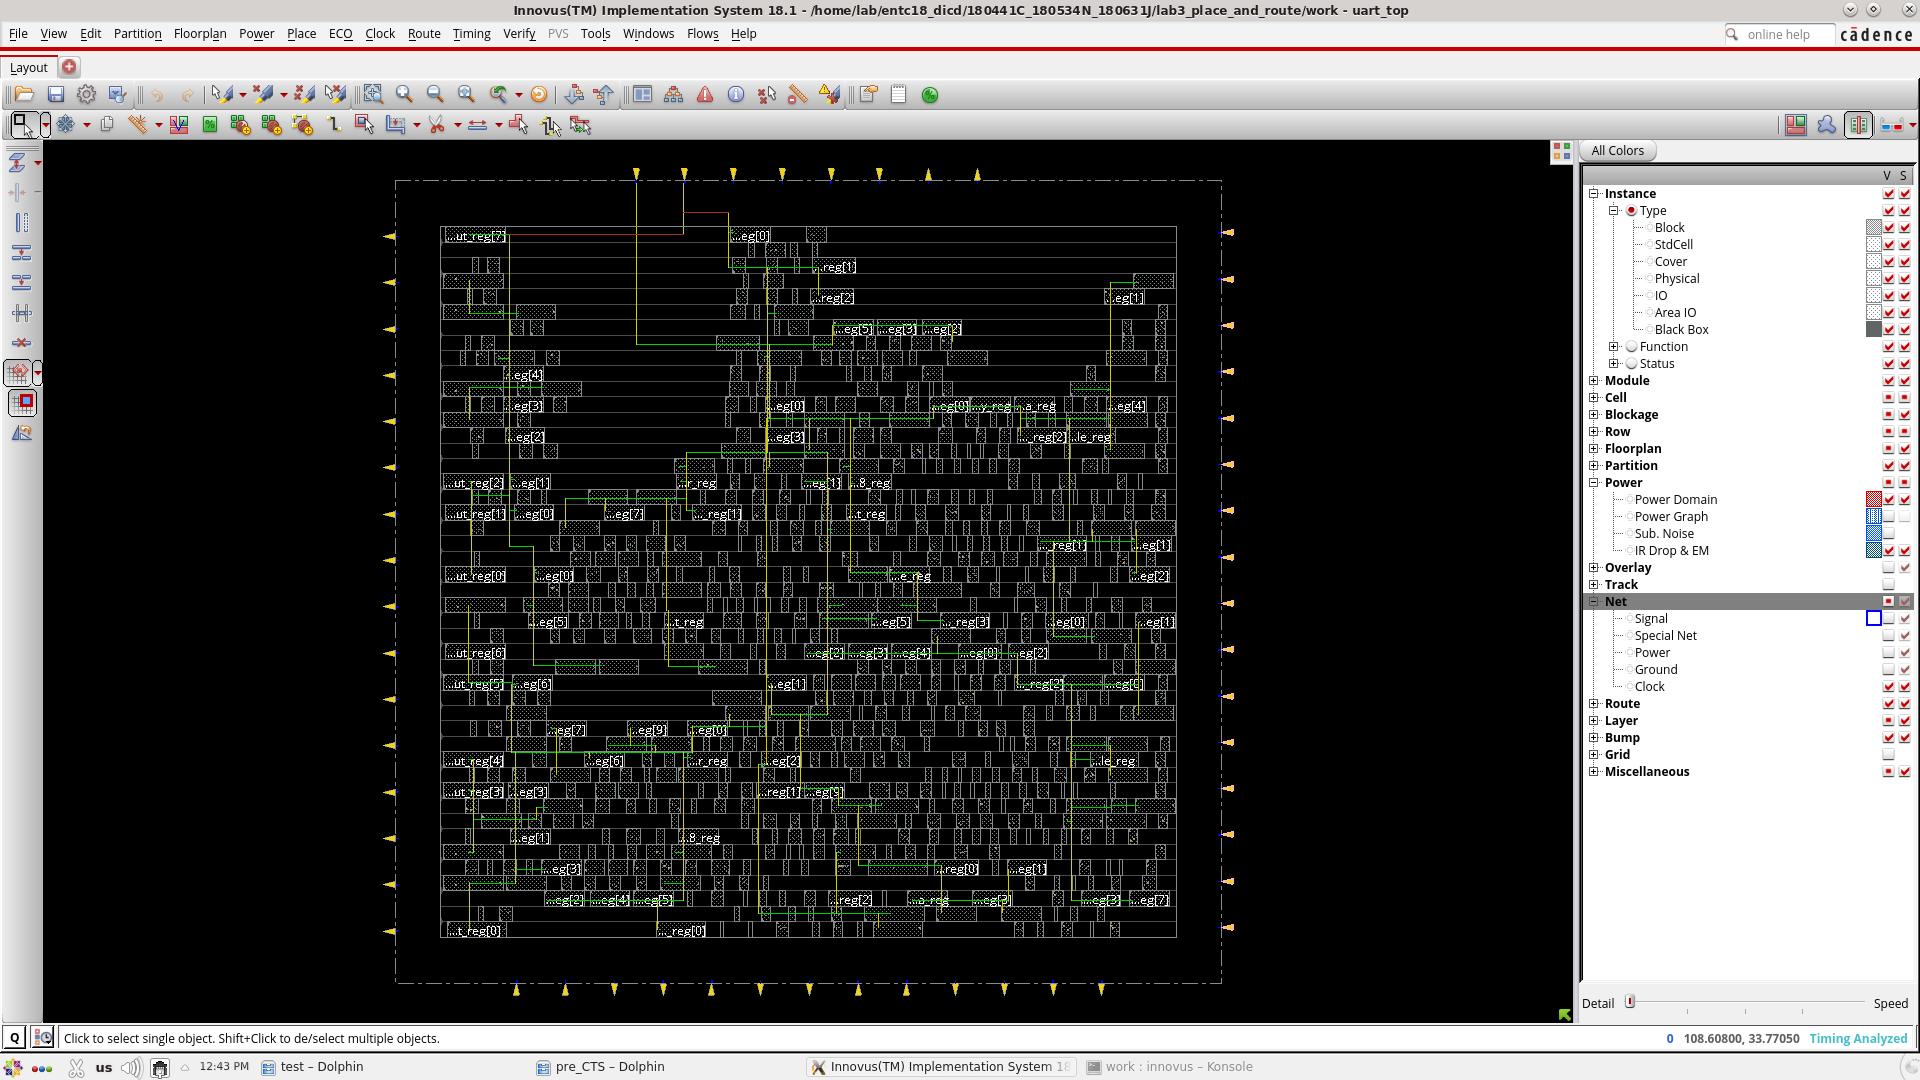 Innovus(TM) Implementation System 18.1 - /home/lab/entc18_dicd/180441C_180534N_180631J/lab3_place_and_route/work - uart_top
File View Edit Partition Floorplan Power Place ECO Clock Route Timing Verify PVS Tools Windows Flows Help
online help
cādence
Layout
All Colors
V S
Instance
Type
Block
StdCell
Cover
Physical
IO
Area IO
Black Box
Function
Status
Module
Cell
Blockage
Row
Floorplan
Partition
Power
Power Domain
Power Graph
Sub. Noise
IR Drop & EM
Overlay
Track
Net
Signal
Special Net
Power
Ground
Clock
Route
Layer
Bump
Grid
Miscellaneous
Detail Speed
...ut_reg[7] ...eg[0]
...reg[1]
...reg[2] ...eg[1]
...eg[5] ...eg[3] ...eg[2]
...eg[4]
...eg[3] ...eg[0] ...eg[0] ...y_reg ...a_reg ...eg[4]
...eg[2] ...eg[3] ..._reg[2] ...le_reg
...ut_reg[2] ...eg[1] ...r_reg ...eg[1] ...8_reg
...ut_reg[1] ...eg[0] ...eg[7] ..._reg[1] ...t_reg
..._reg[1] ...eg[1]
...ut_reg[0] ...eg[0] ...e_reg ...eg[2]
...eg[5] ...t_reg ...eg[5] ..._reg[3] ...eg[0] ...eg[1]
...ut_reg[6] ...eg[2] ...eg[3] ...eg[4] ...eg[0] ...eg[2]
...ut_reg[5] ...eg[6] ...eg[1] ..._reg[2] ...eg[0]
...eg[7] ...eg[9] ...eg[0]
...ut_reg[4] ...eg[6] ...r_reg ...eg[2] ...le_reg
...ut_reg[3] ...eg[3] ...reg[1]
...eg[1] ...8_reg
...eg[3] ...reg[0] ...eg[1]
...eg[2] ...eg[4] ...eg[5] ...reg[2] ...a_reg ...eg[3] ...eg[3] ...eg[7]
...t_reg[0] ..._reg[0]
Q Click to select single object. Shift+Click to de/select multiple objects. 0 108.60800, 33.77050 Timing Analyzed
us 12:43 PM test – Dolphin pre_CTS – Dolphin Innovus(TM) Implementation System 18 work : innovus – Konsole